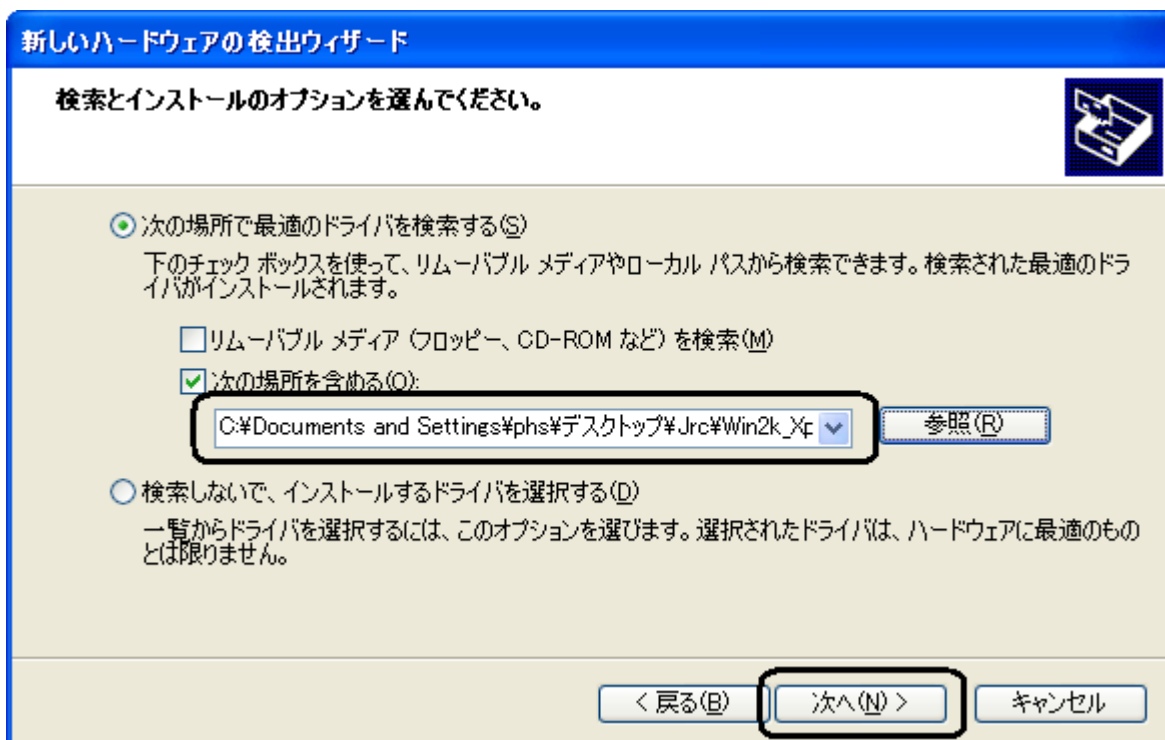 新しいハードウェアの検出ウィザード
検索とインストールのオプションを選んでください。
次の場所で最適のドライバを検索する(S)
下のチェック ボックスを使って、リムーバブル メディアやローカル パスから検索できます。検索された最適のドラ
イバがインストールされます。
リムーバブル メディア (フロッピー、CD-ROM など) を検索(M)
次の場所を含める(O):
C:¥Documents and Settings¥phs¥デスクトップ¥Jrc¥Win2k_Xp
参照(R)
検索しないで、インストールするドライバを選択する(D)
一覧からドライバを選択するには、このオプションを選びます。選択されたドライバは、ハードウェアに最適のもの
とは限りません。
< 戻る(B)
次へ(N) >
キャンセル